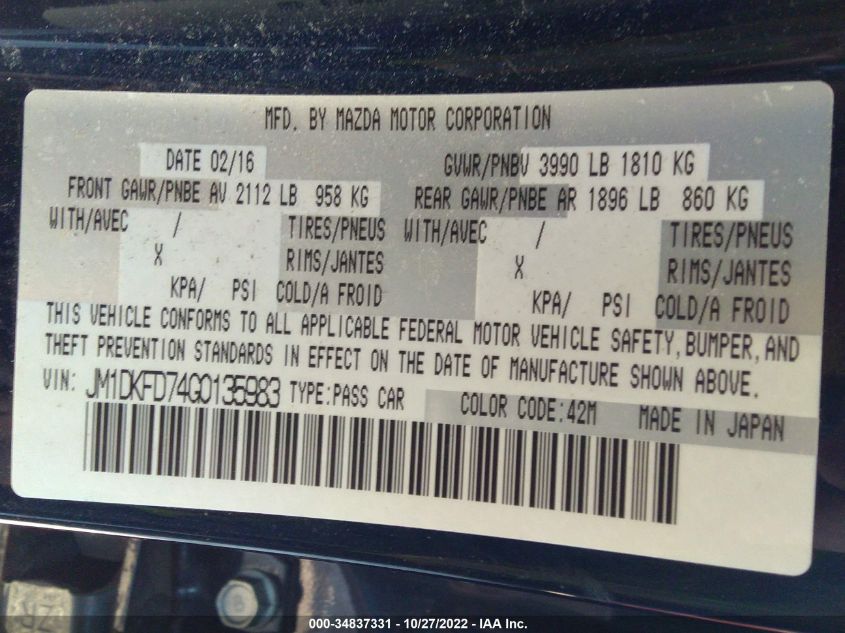 MFD. BY MAZDA MOTOR CORPORATION
DATE 02/16 GVWR/PNBV 3990 LB 1810 KG
FRONT GAWR/PNBE AV 2112 LB 958 KG REAR GAWR/PNBE AR 1896 LB 860 KG
WITH/AVEC / TIRES/PNEUS WITH/AVEC / TIRES/PNEUS
X RIMS/JANTES X RIMS/JANTES
KPA/ PSI COLD/A FROID KPA/ PSI COLD/A FROID
THIS VEHICLE CONFORMS TO ALL APPLICABLE FEDERAL MOTOR VEHICLE SAFETY, BUMPER, AND
THEFT PREVENTION STANDARDS IN EFFECT ON THE DATE OF MANUFACTURE SHOWN ABOVE.
VIN: JM1DKFD74G0135983 TYPE:PASS CAR COLOR CODE:42M MADE IN JAPAN
000-34837331 - 10/27/2022 - IAA Inc.